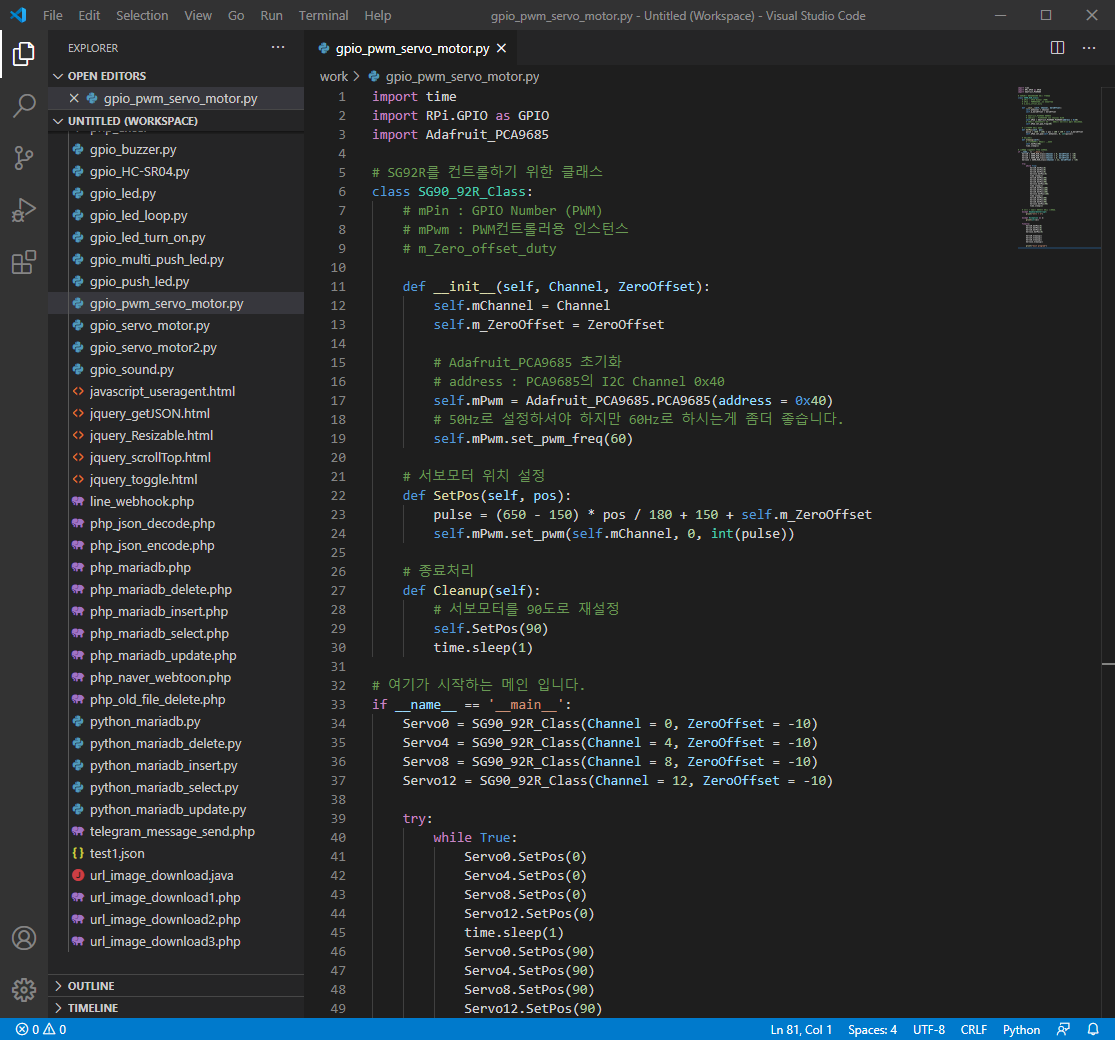 File Edit Selection View Go Run Terminal Help gpio_pwm_servo_motor.py - Untitled (Workspace) - Visual Studio Code
EXPLORER
OPEN EDITORS
gpio_pwm_servo_motor.py
UNTITLED (WORKSPACE)
gpio_buzzer.py
gpio_HC-SR04.py
gpio_led.py
gpio_led_loop.py
gpio_led_turn_on.py
gpio_multi_push_led.py
gpio_push_led.py
gpio_pwm_servo_motor.py
gpio_servo_motor.py
gpio_servo_motor2.py
gpio_sound.py
javascript_useragent.html
jquery_getJSON.html
jquery_Resizable.html
jquery_scrollTop.html
jquery_toggle.html
line_webhook.php
php_json_decode.php
php_json_encode.php
php_mariadb.php
php_mariadb_delete.php
php_mariadb_insert.php
php_mariadb_select.php
php_mariadb_update.php
php_naver_webtoon.php
php_old_file_delete.php
python_mariadb.py
python_mariadb_delete.py
python_mariadb_insert.py
python_mariadb_select.py
python_mariadb_update.py
telegram_message_send.php
test1.json
url_image_download.java
url_image_download1.php
url_image_download2.php
url_image_download3.php
OUTLINE
TIMELINE
gpio_pwm_servo_motor.py
work > gpio_pwm_servo_motor.py
1 import time
2 import RPi.GPIO as GPIO
3 import Adafruit_PCA9685
4
5 # SG92R를 컨트롤하기 위한 클래스
6 class SG90_92R_Class:
7 # mPin : GPIO Number (PWM)
8 # mPwm : PWM컨트롤러용 인스턴스
9 # m_Zero_offset_duty
10
11 def __init__(self, Channel, ZeroOffset):
12 self.mChannel = Channel
13 self.m_ZeroOffset = ZeroOffset
14
15 # Adafruit_PCA9685 초기화
16 # address : PCA9685의 I2C Channel 0x40
17 self.mPwm = Adafruit_PCA9685.PCA9685(address = 0x40)
18 # 50Hz로 설정하셔야 하지만 60Hz로 하시는게 좀더 좋습니다.
19 self.mPwm.set_pwm_freq(60)
20
21 # 서보모터 위치 설정
22 def SetPos(self, pos):
23 pulse = (650 - 150) * pos / 180 + 150 + self.m_ZeroOffset
24 self.mPwm.set_pwm(self.mChannel, 0, int(pulse))
25
26 # 종료처리
27 def Cleanup(self):
28 # 서보모터를 90도로 재설정
29 self.SetPos(90)
30 time.sleep(1)
31
32 # 여기가 시작하는 메인 입니다.
33 if __name__ == '__main__':
34 Servo0 = SG90_92R_Class(Channel = 0, ZeroOffset = -10)
35 Servo4 = SG90_92R_Class(Channel = 4, ZeroOffset = -10)
36 Servo8 = SG90_92R_Class(Channel = 8, ZeroOffset = -10)
37 Servo12 = SG90_92R_Class(Channel = 12, ZeroOffset = -10)
38
39 try:
40 while True:
41 Servo0.SetPos(0)
42 Servo4.SetPos(0)
43 Servo8.SetPos(0)
44 Servo12.SetPos(0)
45 time.sleep(1)
46 Servo0.SetPos(90)
47 Servo4.SetPos(90)
48 Servo8.SetPos(90)
49 Servo12.SetPos(90)
0 0 Ln 81, Col 1 Spaces: 4 UTF-8 CRLF Python